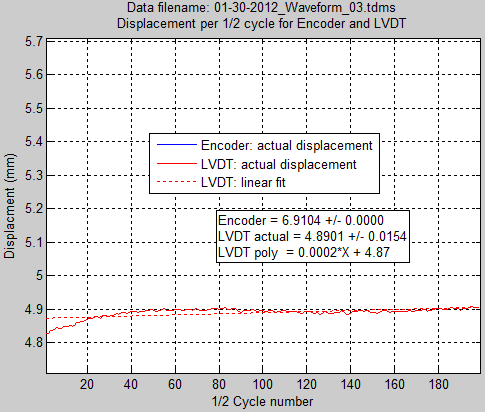 Data filename: 01-30-2012_Waveform_03.tdms
Displacement per 1/2 cycle for Encoder and LVDT
5.7
5.6
5.5
5.4
5.3
5.2
5.1
5
4.9
4.8
Displacment (mm)
Encoder: actual displacement
LVDT: actual displacement
LVDT: linear fit
Encoder = 6.9104 +/- 0.0000
LVDT actual = 4.8901 +/- 0.0154
LVDT poly = 0.0002*X + 4.87
20 40 60 80 100 120 140 160 180
1/2 Cycle number